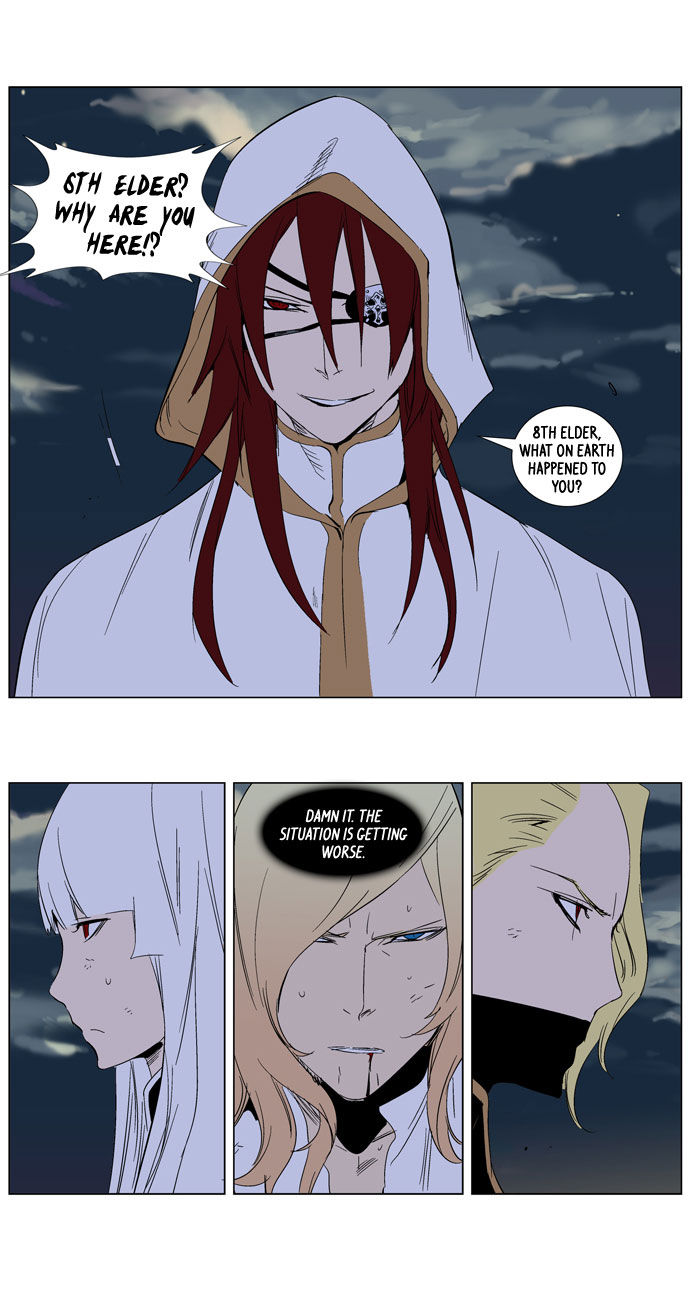 8TH ELDER?
WHY ARE YOU
HERE!?
8TH ELDER,
WHAT ON EARTH
HAPPENED TO
YOU?
DAMN IT. THE
SITUATION IS GETTING
WORSE.